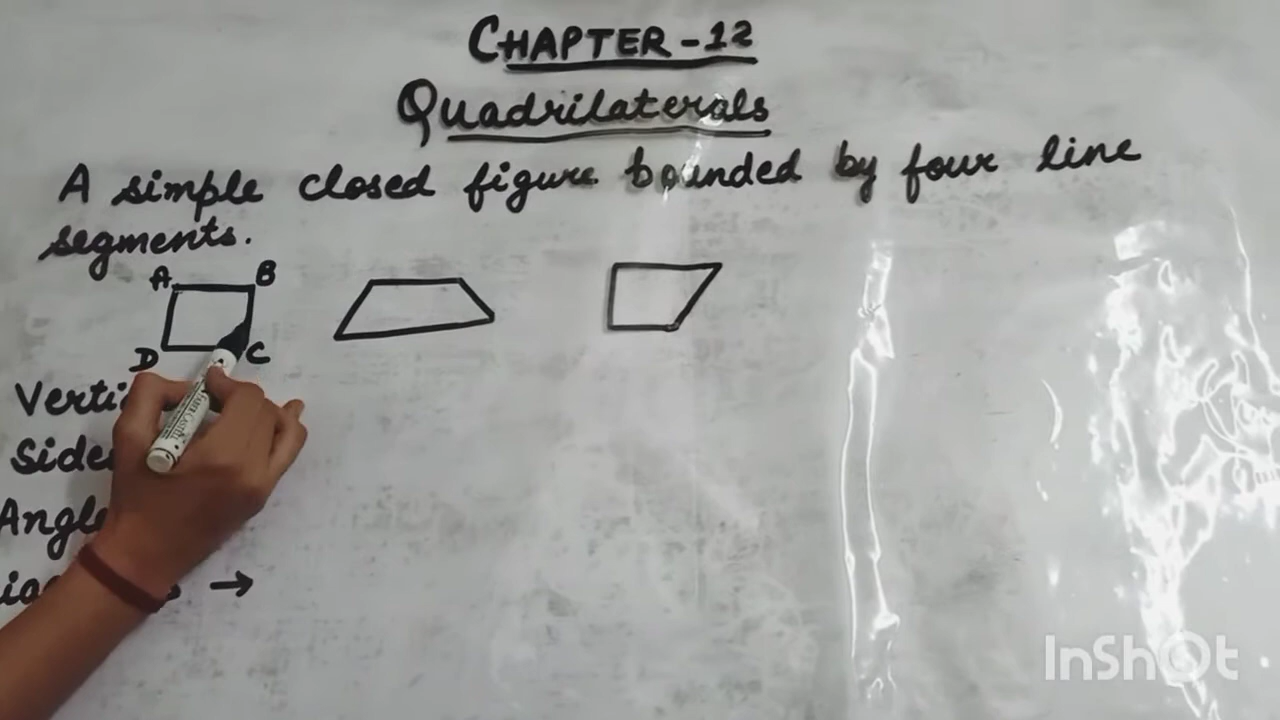 CHAPTER-12
Quadrilaterals
A simple closed figure bounded by four line
segments.
A B
D C
→
InShOt